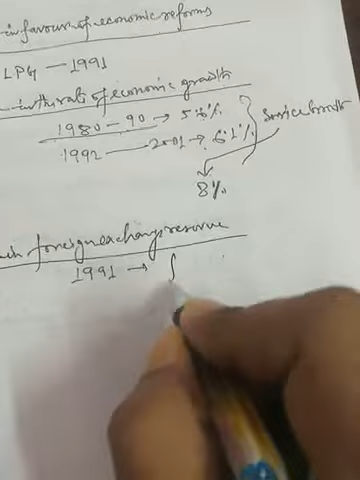 in favour of economic reforms
LPG — 1991
in the rate of economic growth
1980 - 90 → 5.6%
1992 — 2001 → 6.1%
8%
in foreign exchange reserve
1991 →